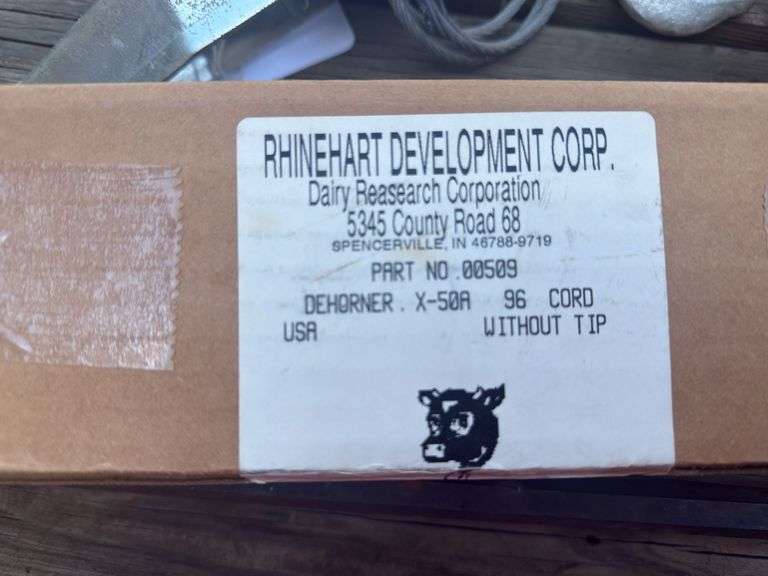 RHINEHART DEVELOPMENT CORP.
Dairy Reasearch Corporation
5345 County Road 68
SPENCERVILLE, IN 46788-9719
PART NO.00509
DEHORNER. X-50A 96 CORD
USA WITHOUT TIP